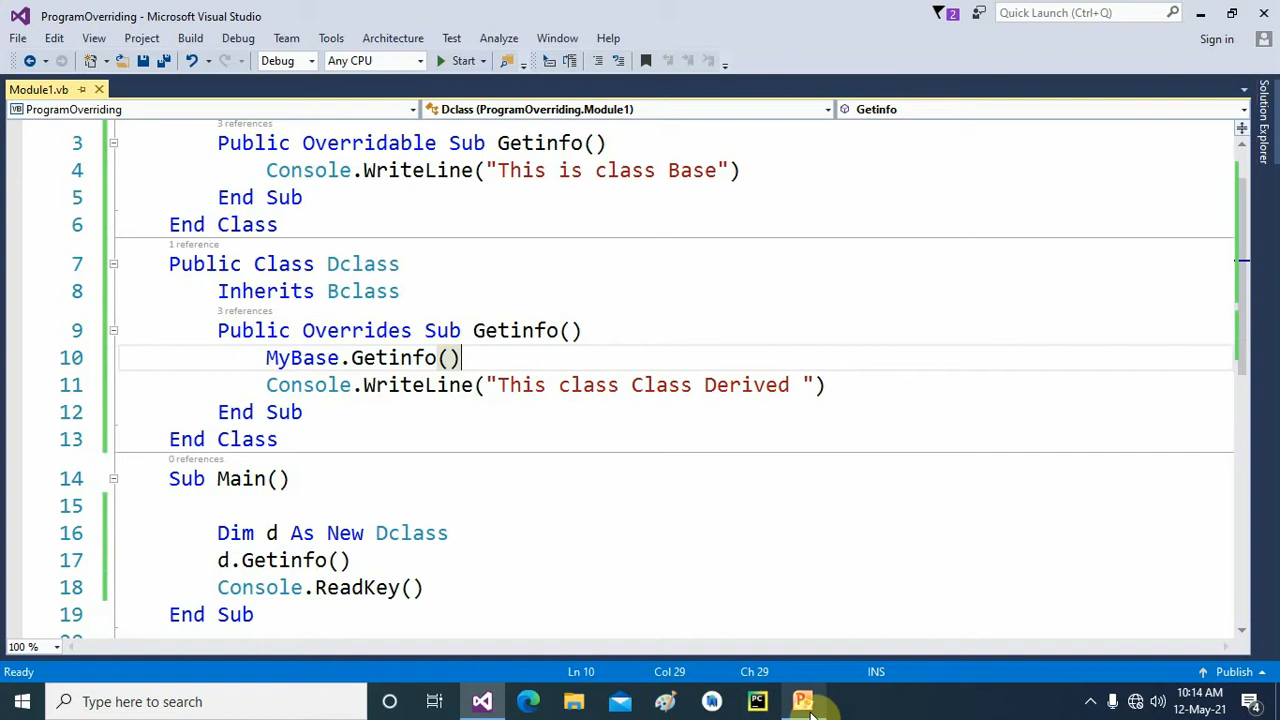 ProgramOverriding - Microsoft Visual Studio
2
Quick Launch (Ctrl+Q)
File Edit View Project Build Debug Team Tools Architecture Test Analyze Window Help
Sign in
Debug Any CPU Start
Module1.vb
Solution Explorer
VB ProgramOverriding Dclass (ProgramOverriding.Module1) Getinfo
3 references
3 Public Overridable Sub Getinfo()
4 Console.WriteLine("This is class Base")
5 End Sub
6 End Class
1 reference
7 Public Class Dclass
8 Inherits Bclass
3 references
9 Public Overrides Sub Getinfo()
10 MyBase.Getinfo()
11 Console.WriteLine("This class Class Derived ")
12 End Sub
13 End Class
0 references
14 Sub Main()
15
16 Dim d As New Dclass
17 d.Getinfo()
18 Console.ReadKey()
19 End Sub
100 %
Ready Ln 10 Col 29 Ch 29 INS Publish
Type here to search
PC
P
10:14 AM
12-May-21
4